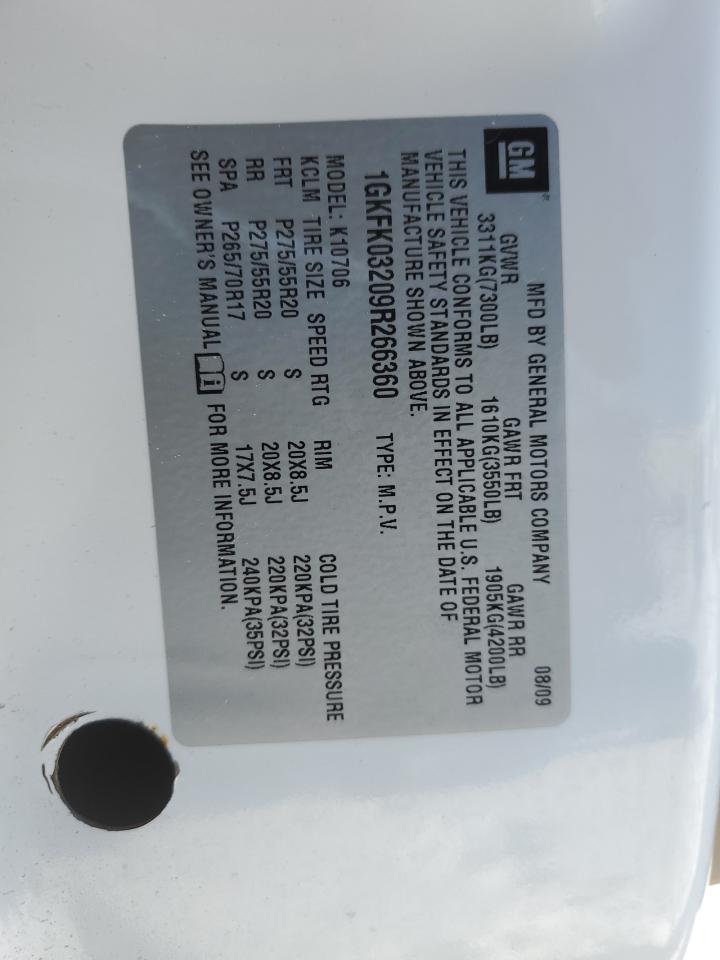 GM
MFD BY GENERAL MOTORS COMPANY 08/09
GVWR GAWR FRT GAWR RR
3311KG(7300LB) 1610KG(3550LB) 1905KG(4200LB)
THIS VEHICLE CONFORMS TO ALL APPLICABLE U.S. FEDERAL MOTOR
VEHICLE SAFETY STANDARDS IN EFFECT ON THE DATE OF
MANUFACTURE SHOWN ABOVE.
1GKFK03209R266360 TYPE: M.P.V.
MODEL: K10706
KCLM TIRE SIZE SPEED RTG RIM COLD TIRE PRESSURE
FRT P275/55R20 S 20X8.5J 220KPA(32PSI)
RR P275/55R20 S 20X8.5J 220KPA(32PSI)
SPA P265/70R17 S 17X7.5J 240KPA(35PSI)
SEE OWNER'S MANUAL FOR MORE INFORMATION.